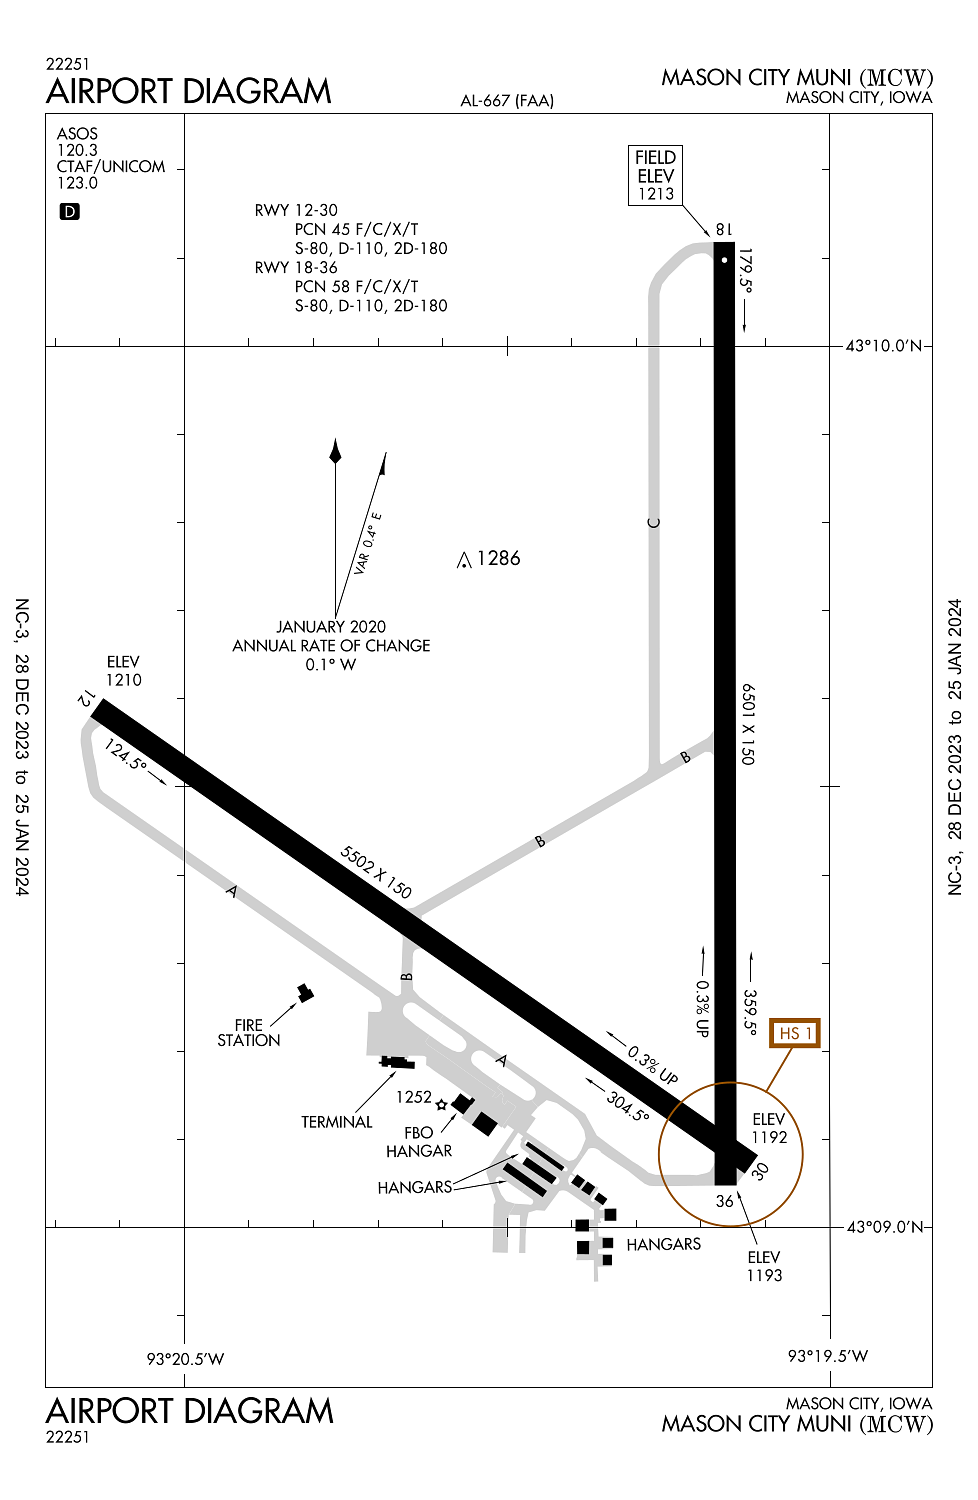 22251
AIRPORT DIAGRAM
AL-667 (FAA)
MASON CITY MUNI (MCW)
MASON CITY, IOWA
ASOS
120.3
CTAF/UNICOM
123.0
D
RWY 12-30
PCN 45 F/C/X/T
S-80, D-110, 2D-180
RWY 18-36
PCN 58 F/C/X/T
S-80, D-110, 2D-180
FIELD
ELEV
1213
18
179.5°
43°10.0'N
VAR 0.4° E
1286
C
JANUARY 2020
ANNUAL RATE OF CHANGE
0.1° W
NC-3, 28 DEC 2023 to 25 JAN 2024
NC-3, 28 DEC 2023 to 25 JAN 2024
ELEV
1210
12
124.5°
6501 X 150
B
B
5502 X 150
A
B
0.3% UP
359.5°
HS 1
FIRE
STATION
A
0.3% UP
304.5°
1252
TERMINAL
FBO
HANGAR
ELEV
1192
30
HANGARS
36
43°09.0'N
HANGARS
ELEV
1193
93°20.5'W
93°19.5'W
AIRPORT DIAGRAM
22251
MASON CITY, IOWA
MASON CITY MUNI (MCW)